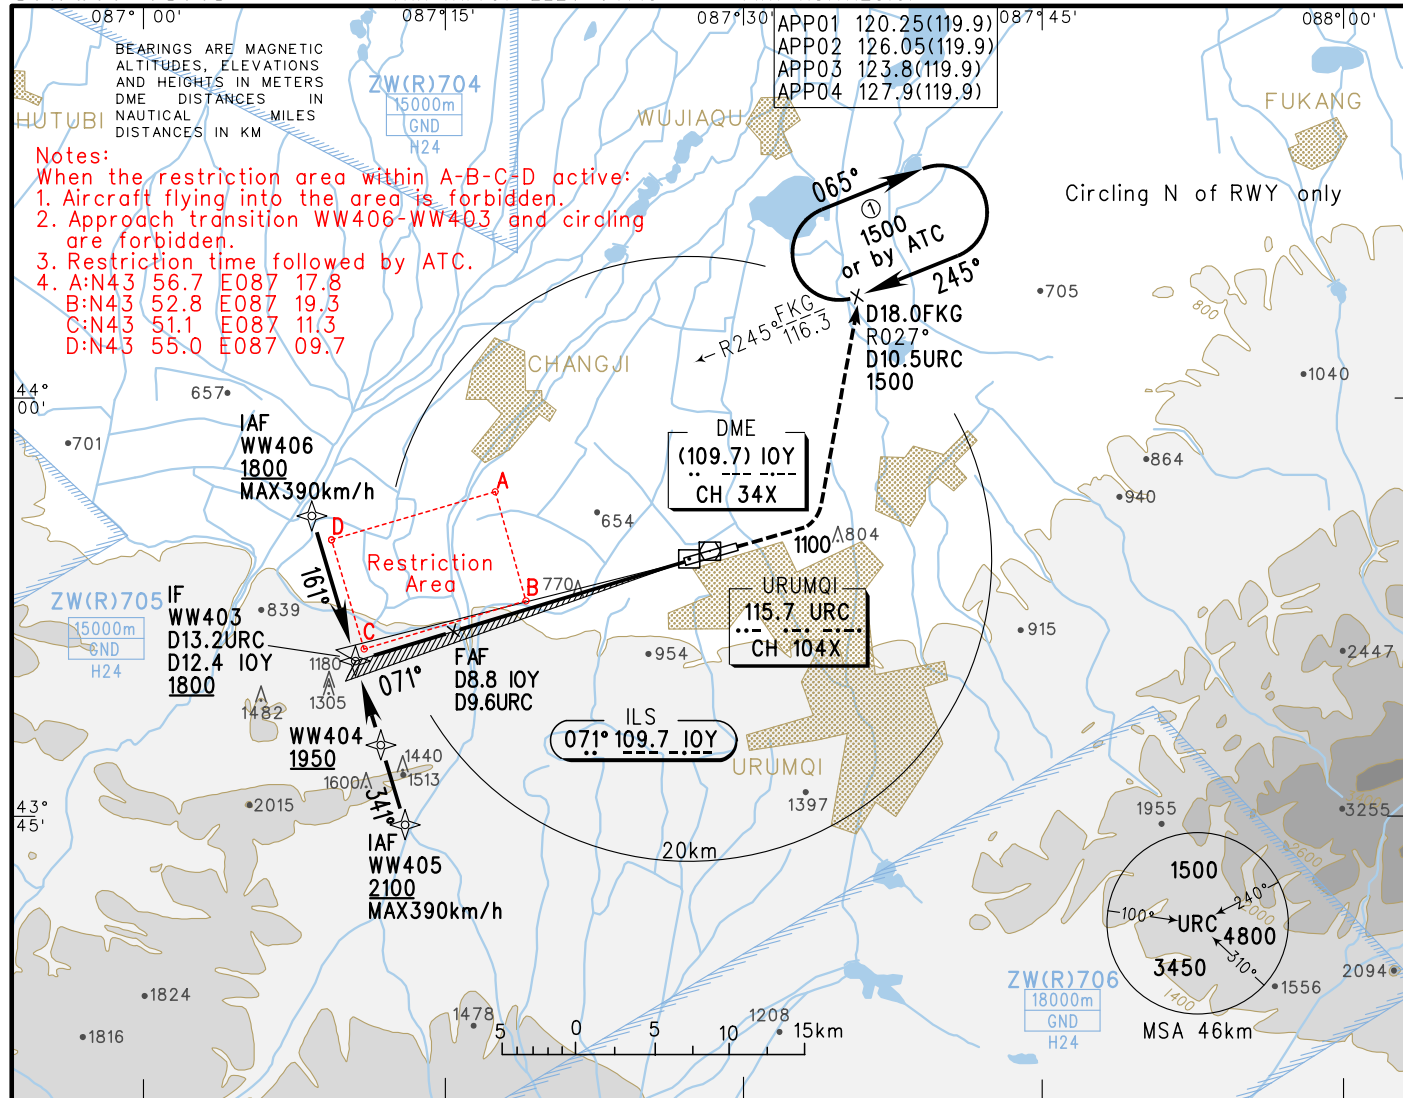 087° 00'
087° 15'
087° 30'
087° 45'
088° 00'
BEARINGS ARE MAGNETIC
ALTITUDES, ELEVATIONS
AND HEIGHTS IN METERS
DME DISTANCES IN
NAUTICAL MILES
DISTANCES IN KM
APP01 120.25(119.9)
APP02 126.05(119.9)
APP03 123.8(119.9)
APP04 127.9(119.9)
ZW(R)704
15000m
GND
H24
HUTUBI
WUJIAQU
FUKANG
Circling N of RWY only
Notes:
When the restriction area within A-B-C-D active:
1. Aircraft flying into the area is forbidden.
2. Approach transition WW406-WW403 and circling
are forbidden.
3. Restriction time followed by ATC.
4. A:N43 56.7 E087 17.8
B:N43 52.8 E087 19.3
C:N43 51.1 E087 11.3
D:N43 55.0 E087 09.7
065°
①
1500
or by ATC
245°
R245° FKG
116.3
D18.0FKG
R027°
D10.5URC
1500
705
800
1040
CHANGJI
657
44°
00'
701
IAF
WW406
1800
MAX390km/h
DME
(109.7) IOY
CH 34X
864
940
A
D
654
Restriction
Area
1100
804
161°
B
770
URUMQI
115.7 URC
CH 104X
ZW(R)705
15000m
GND
H24
839
IF
WW403
D13.2URC
D12.4 IOY
1800
C
915
954
2447
1180
1305
071°
FAF
D8.8 IOY
D9.6URC
1482
WW404
1950
ILS
071° 109.7 IOY
1440
1513
1600
URUMQI
2015
341°
1397
43°
45'
1955
3255
2600
IAF
WW405
2100
MAX390km/h
20km
1500
100°
240°
URC
4800
2000
310°
3450
1400
MSA 46km
2094
1556
ZW(R)706
18000m
GND
H24
1824
1816
1478
1208
5 0 5 10 15km